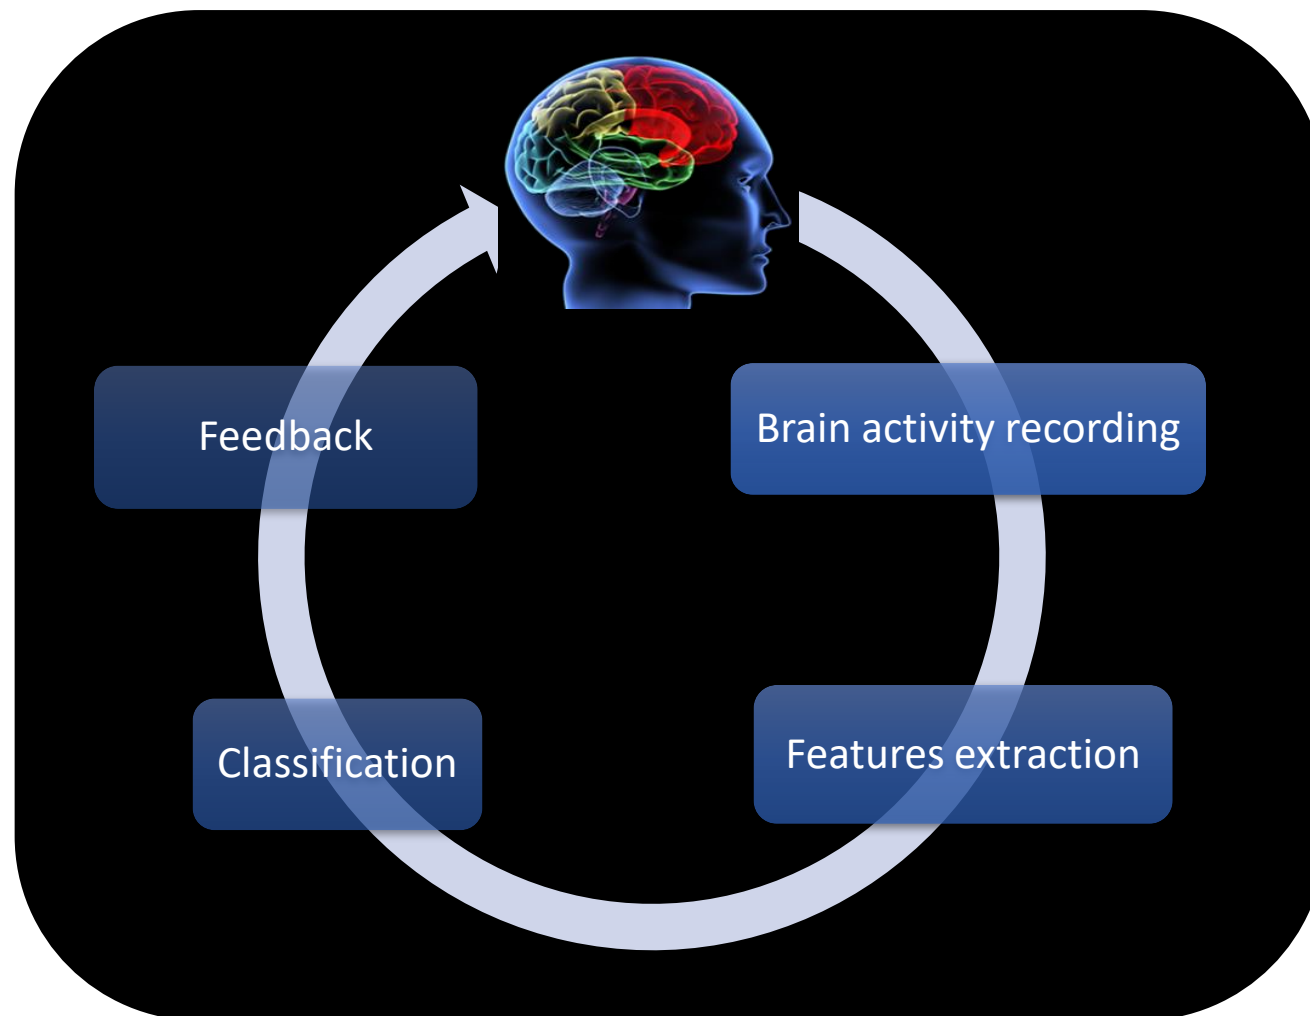 Brain activity recording
Features extraction
Classification
Feedback